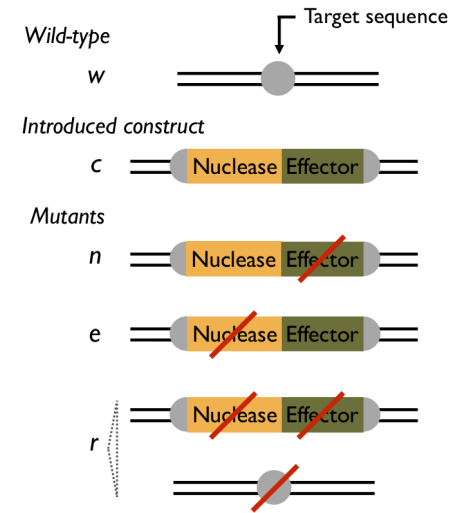 Target sequence
Wild-type
w
Introduced construct
c
Nuclease Effector
Mutants
n
Nuclease Effector
e
Nuclease Effector
r
Nuclease Effector